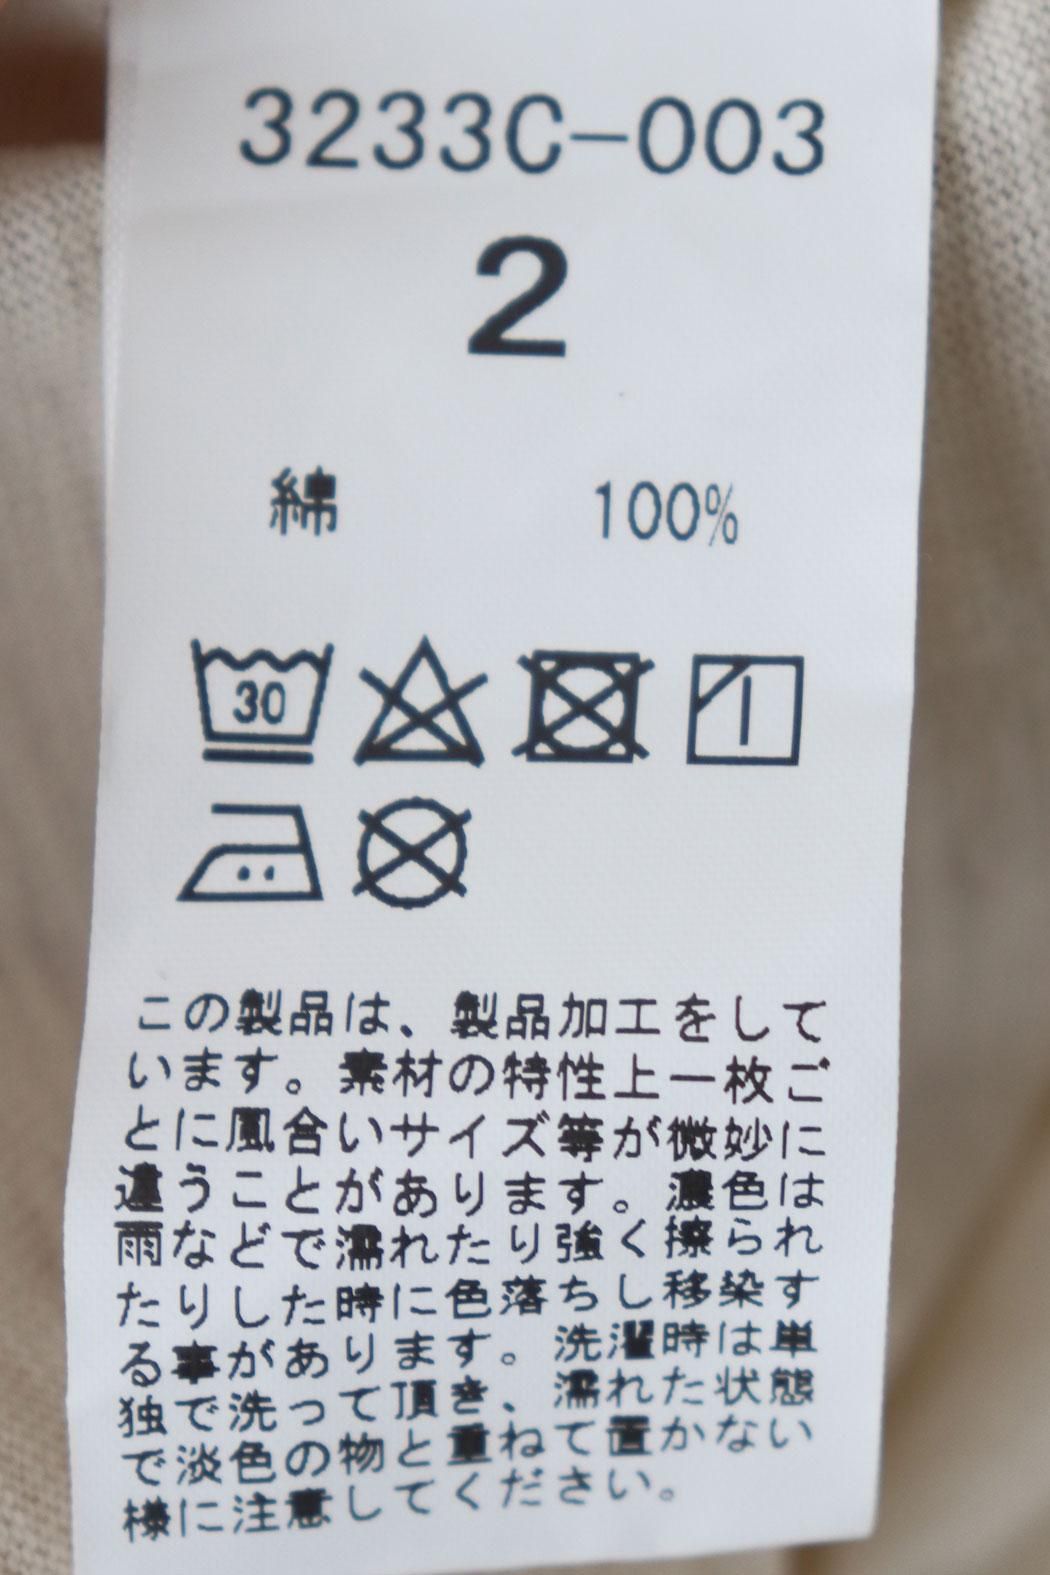 3233C-003
2
綿 100%
30
この製品は、製品加工をして
います。素材の特性上一枚ご
とに風合いサイズ等が微妙に
違うことがあります。濃色は
雨などで濡れたり強く擦られ
たりした時に色落ちし移染す
る事があります。洗濯時は単
独で洗って頂き、濡れた状態
で淡色の物と重ねて置かない
様に注意してください。